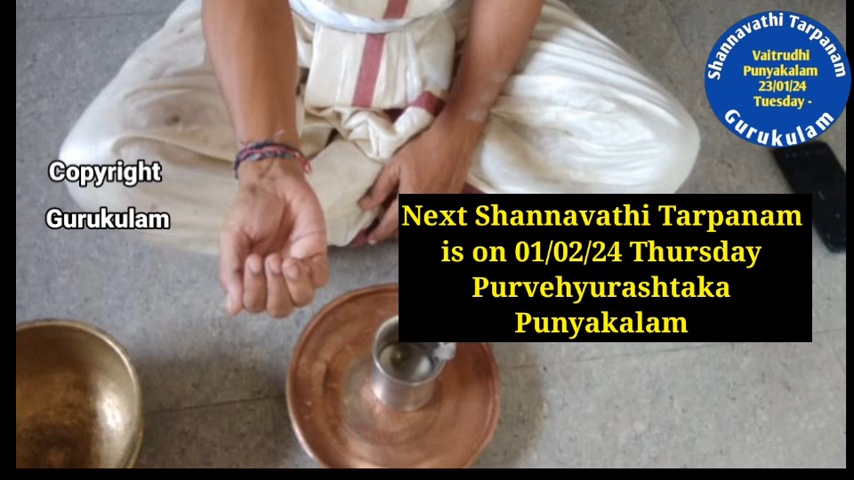 Shannavathi Tarpanam
Vaitrudhi
Punyakalam
23/01/24
Tuesday -
Gurukulam
Copyright
Gurukulam
Next Shannavathi Tarpanam
is on 01/02/24 Thursday
Purvehyurashtaka
Punyakalam